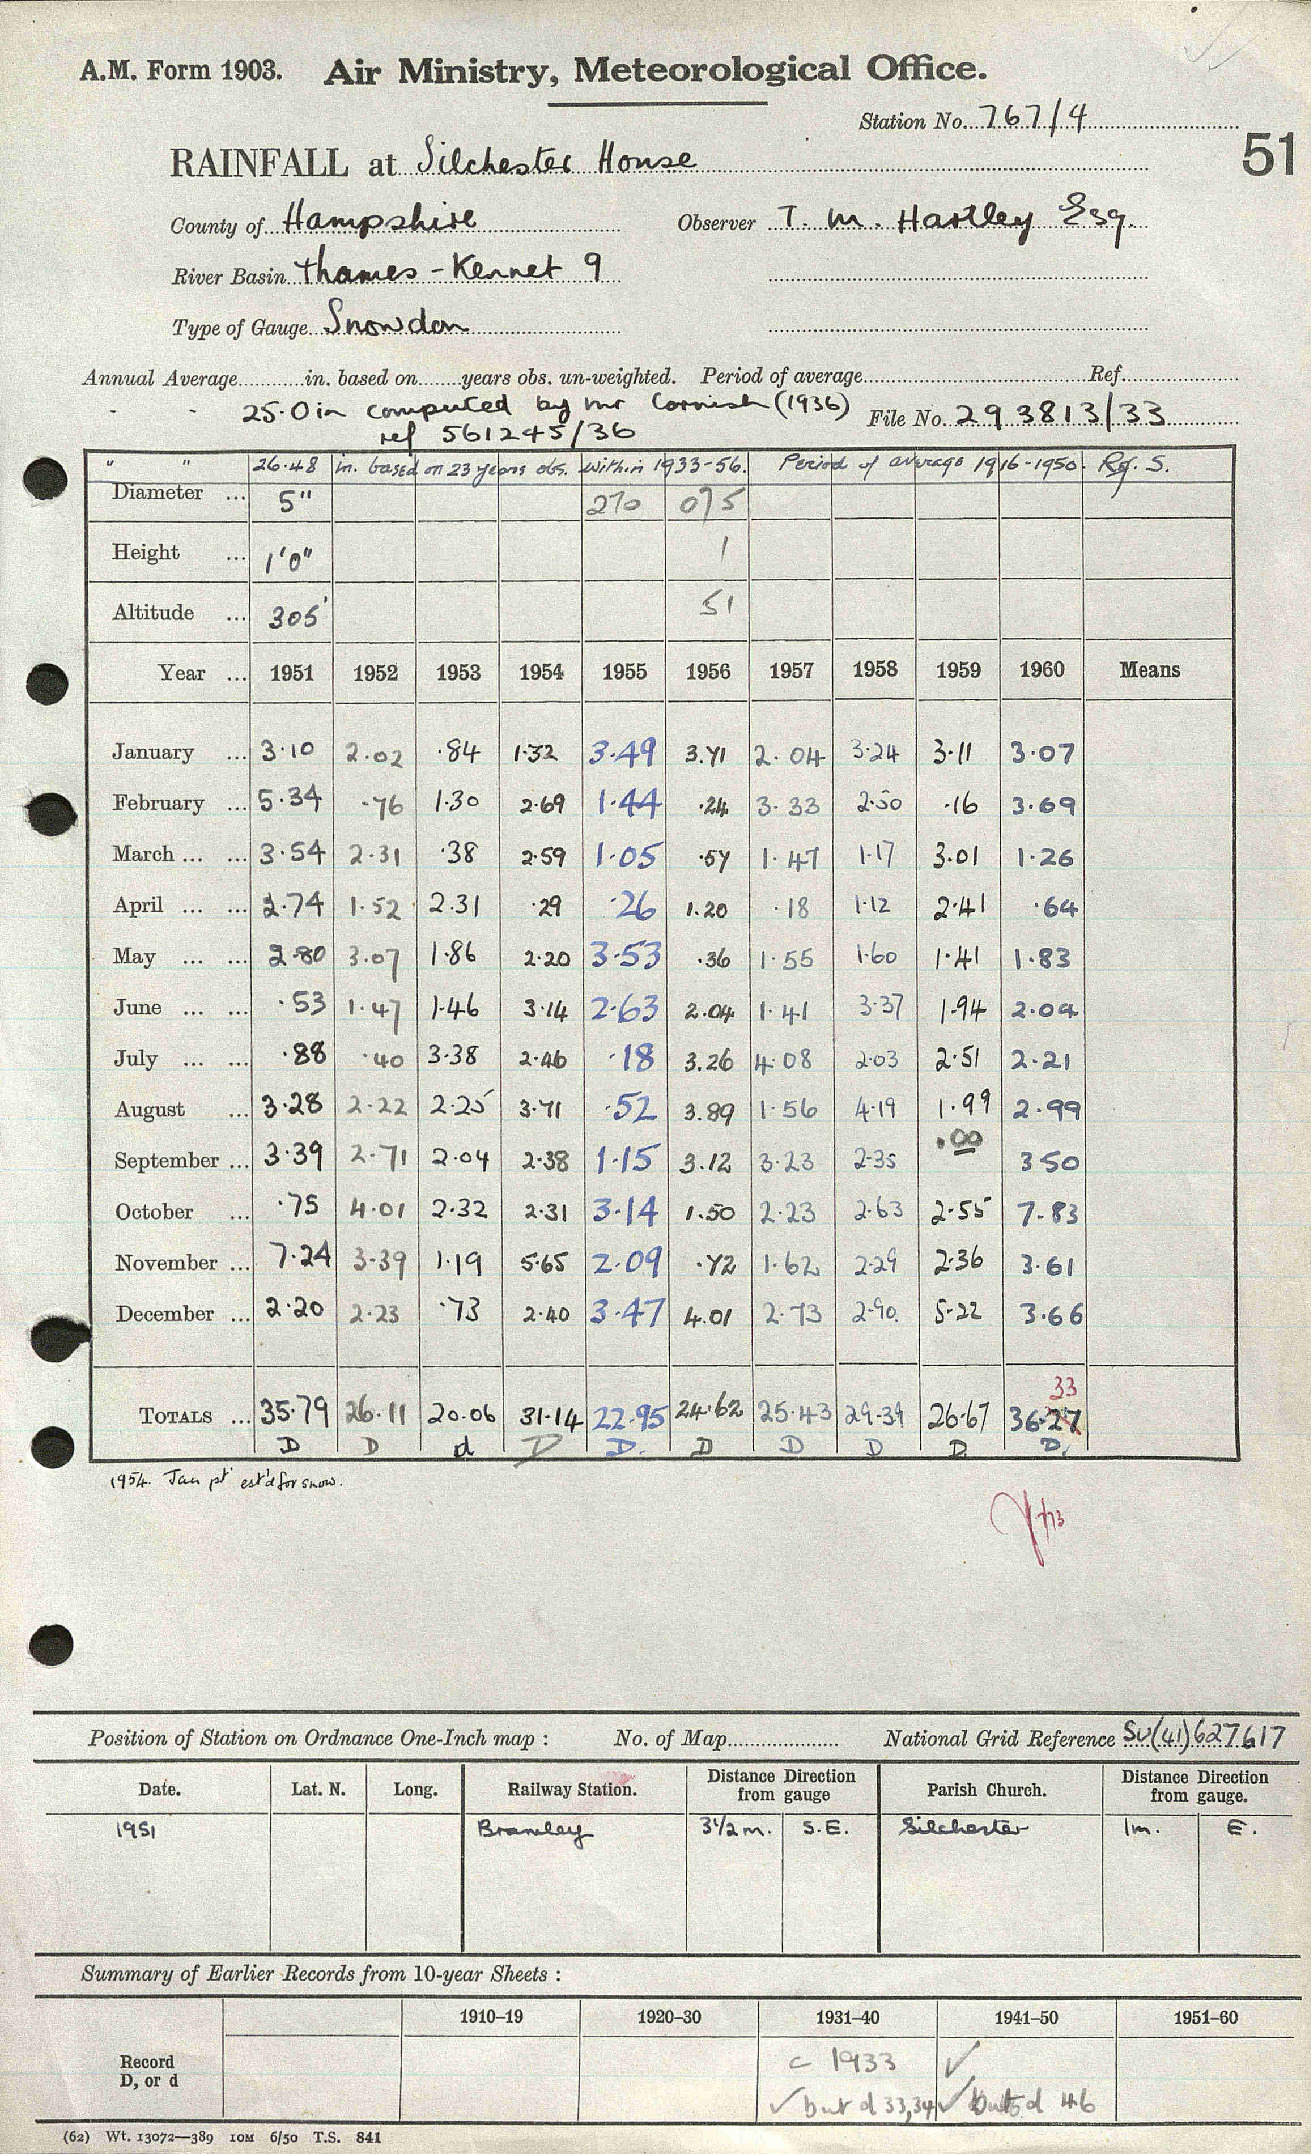 A.M. Form 1903. Air Ministry, Meteorological Office.
Station No. 767/4
51
RAINFALL at Silchester House
County of Hampshire Observer T. M. Hartley Esq.
River Basin Thames - Kennet 9
Type of Gauge Snowdon
Annual Average in. based on years obs. un-weighted. Period of average Ref.
" " 25.0 in computed by Mr Cornish (1936) File No. 293813/33
ref 561245/36
" " 26.48 in. based on 23 years obs. within 1933-56. Period of average 1916-1950. Ref. S.
Diameter ... 5" 270 075
Height ... 1'0" 1
Altitude ... 305' 51
Year ... 1951 1952 1953 1954 1955 1956 1957 1958 1959 1960 Means
January ... 3.10 2.02 .84 1.32 3.49 3.71 2.04 3.24 3.11 3.07
February ... 5.34 .76 1.30 2.69 1.44 .24 3.33 2.50 .16 3.69
March ... ... 3.54 2.31 .38 2.59 1.05 .57 1.47 1.17 3.01 1.26
April ... ... 2.74 1.52 2.31 .29 .26 1.20 .18 1.12 2.41 .64
May ... ... 2.80 3.07 1.86 2.20 3.53 .36 1.55 1.60 1.41 1.83
June ... ... .53 1.47 1.46 3.14 2.63 2.04 1.41 3.37 1.94 2.04
July ... ... .88 .40 3.38 2.46 .18 3.26 4.08 2.03 2.51 2.21
August ... 3.28 2.22 2.25 3.71 .52 3.89 1.56 4.19 1.99 2.99
September ... 3.39 2.71 2.04 2.38 1.15 3.12 3.23 2.35 .00 3 50
October ... .75 4.01 2.32 2.31 3.14 1.50 2.23 2.63 2.55 7.83
November ... 7.24 3.39 1.19 5.65 2.09 .72 1.62 2.29 2.36 3.61
December ... 2.20 2.23 .73 2.40 3.47 4.01 2.73 2.90 5.22 3.66
33
TOTALS ... 35.79 26.11 20.06 31.14 22.95 24.62 25.43 29.39 26.67 36.27
D D d D D. D D D D. D.
1954. Jan pt est'd for snow.
Position of Station on Ordnance One-Inch map : No. of Map National Grid Reference SU(41)627617
Date. Lat. N. Long. Railway Station. Distance from gauge Direction Parish Church. Distance from gauge. Direction
1951 Bramley 3 1/2 m. S.E. Silchester 1m. E.
Summary of Earlier Records from 10-year Sheets :
1910–19 1920–30 1931–40 1941–50 1951–60
Record D, or d c 1933 ✓
✓ but d 33,34 ✓ but d 46
(62) Wt. 13072—389 10M 6/50 T.S. 841